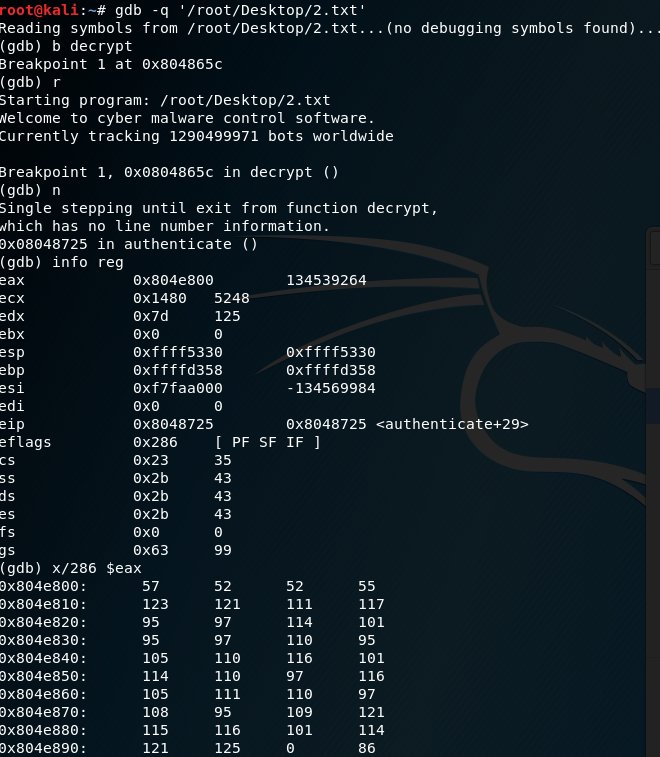 root@kali:~# gdb -q '/root/Desktop/2.txt'
Reading symbols from /root/Desktop/2.txt...(no debugging symbols found)...
(gdb) b decrypt
Breakpoint 1 at 0x804865c
(gdb) r
Starting program: /root/Desktop/2.txt
Welcome to cyber malware control software.
Currently tracking 1290499971 bots worldwide
Breakpoint 1, 0x0804865c in decrypt ()
(gdb) n
Single stepping until exit from function decrypt,
which has no line number information.
0x08048725 in authenticate ()
(gdb) info reg
eax 0x804e800 134539264
ecx 0x1480 5248
edx 0x7d 125
ebx 0x0 0
esp 0xffff5330 0xffff5330
ebp 0xffffd358 0xffffd358
esi 0xf7faa000 -134569984
edi 0x0 0
eip 0x8048725 0x8048725 <authenticate+29>
eflags 0x286 [ PF SF IF ]
cs 0x23 35
ss 0x2b 43
ds 0x2b 43
es 0x2b 43
fs 0x0 0
gs 0x63 99
(gdb) x/286 $eax
0x804e800: 57 52 52 55
0x804e810: 123 121 111 117
0x804e820: 95 97 114 101
0x804e830: 95 97 110 95
0x804e840: 105 110 116 101
0x804e850: 114 110 97 116
0x804e860: 105 111 110 97
0x804e870: 108 95 109 121
0x804e880: 115 116 101 114
0x804e890: 121 125 0 86